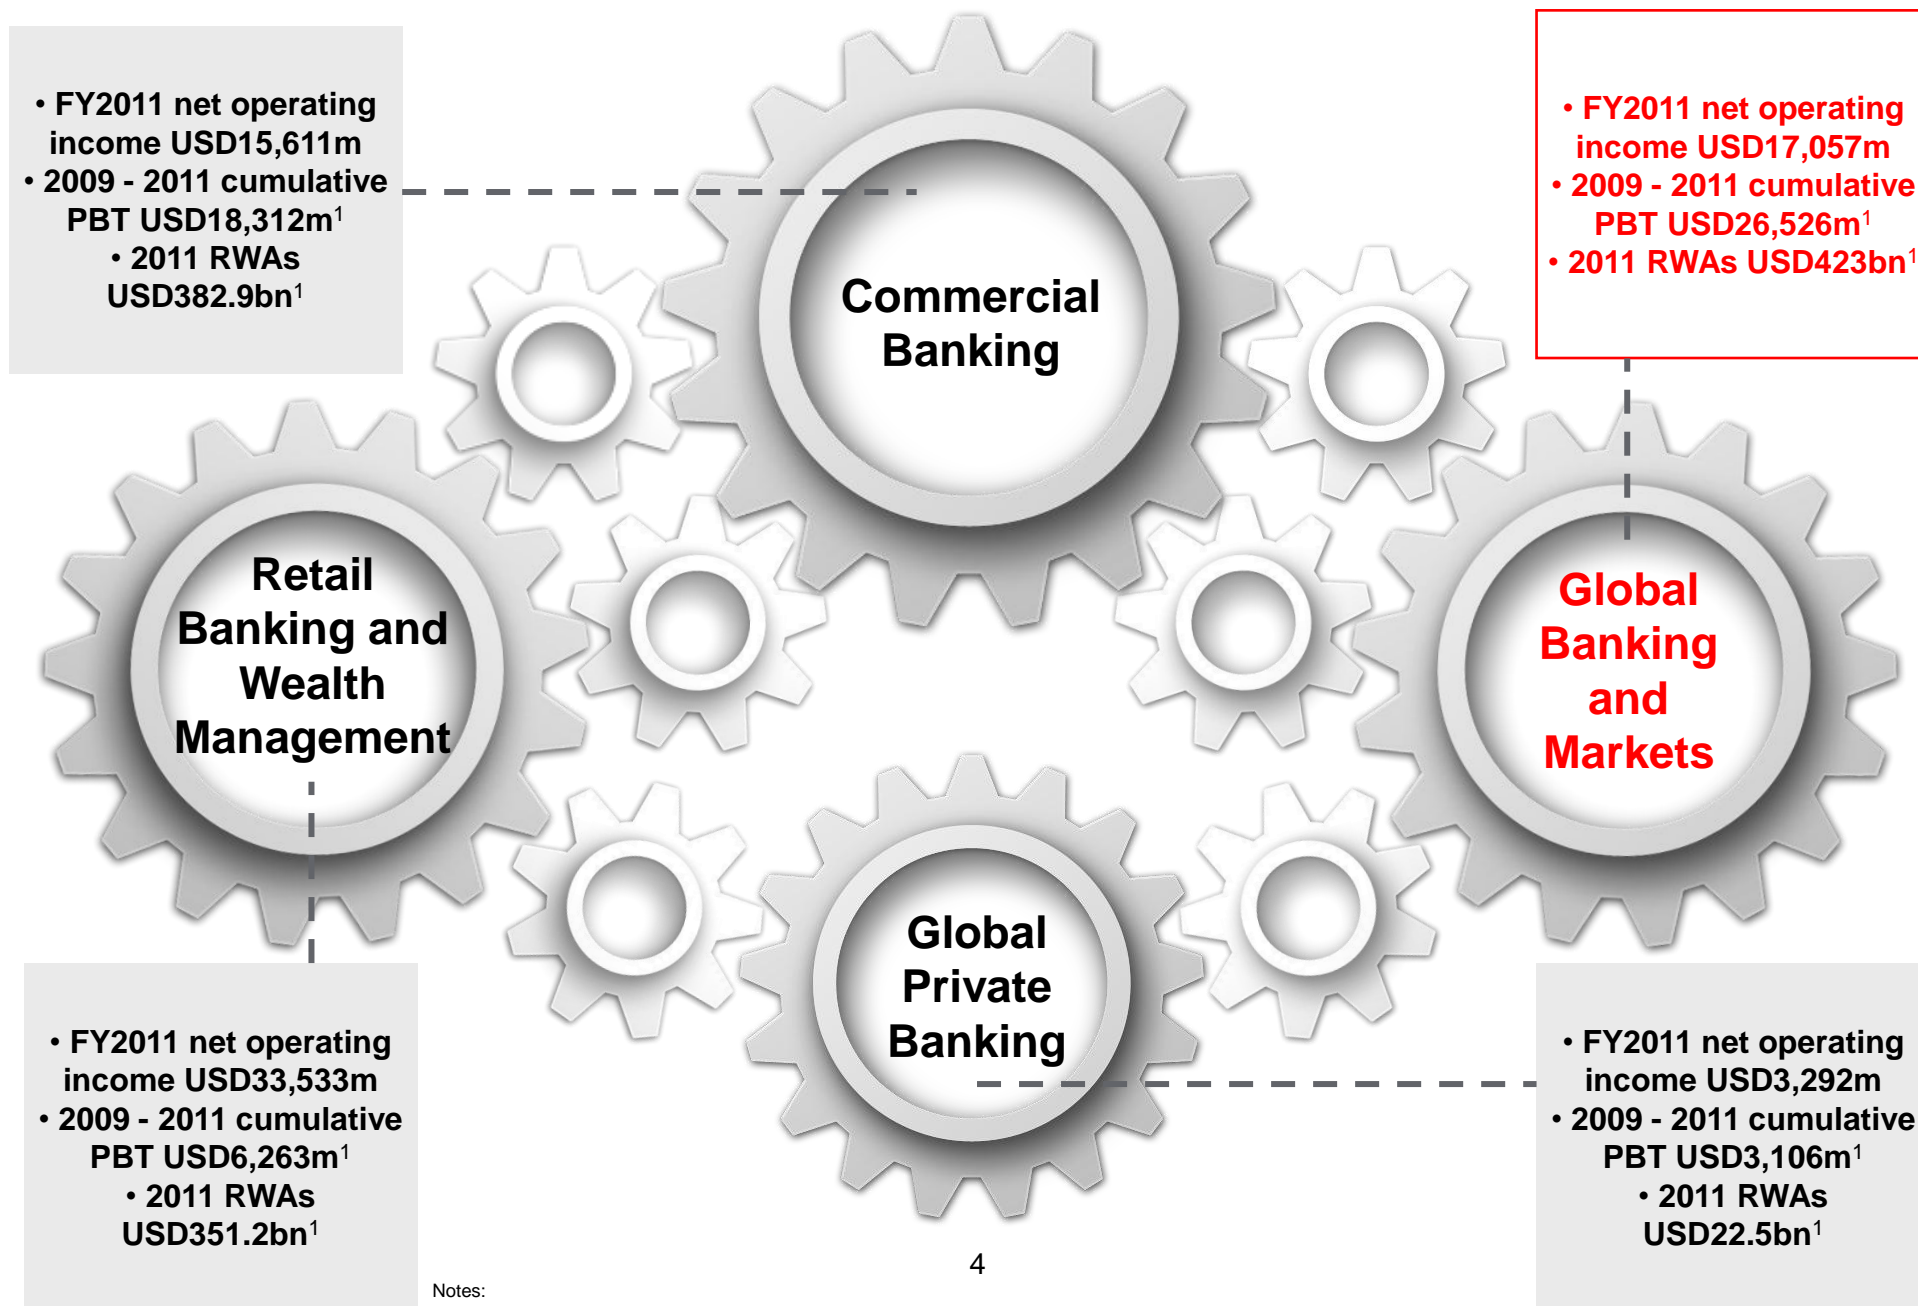 • FY2011 net operating
income USD15,611m
• 2009 - 2011 cumulative
PBT USD18,312m1
• 2011 RWAs
USD382.9bn1
• FY2011 net operating
income USD17,057m
• 2009 - 2011 cumulative
PBT USD26,526m1
• 2011 RWAs USD423bn1
Commercial
Banking
Retail
Banking and
Wealth
Management
Global
Banking
and
Markets
Global
Private
Banking
• FY2011 net operating
income USD33,533m
• 2009 - 2011 cumulative
PBT USD6,263m1
• 2011 RWAs
USD351.2bn1
• FY2011 net operating
income USD3,292m
• 2009 - 2011 cumulative
PBT USD3,106m1
• 2011 RWAs
USD22.5bn1
4
Notes: